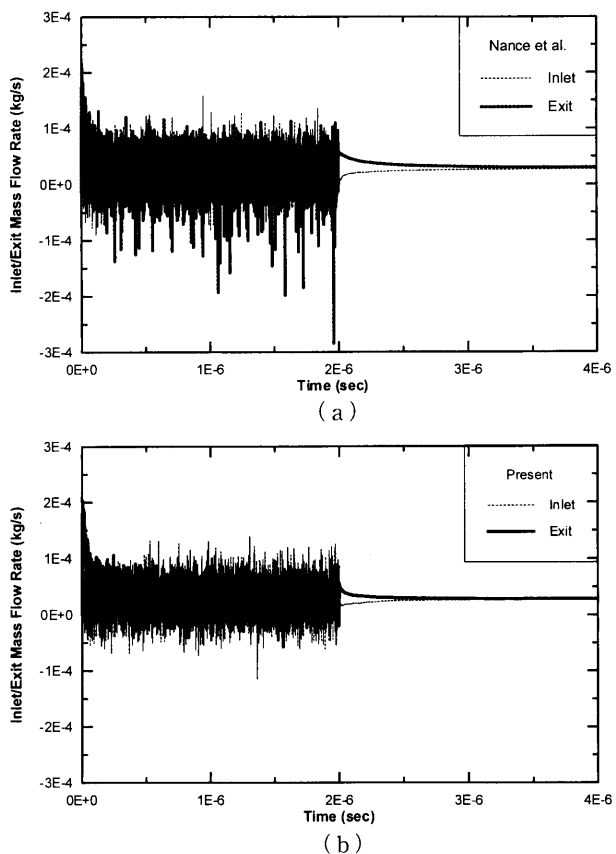 3E-4
2E-4
1E-4
0E+0
-1E-4
-2E-4
-3E-4
Inlet/Exit Mass Flow Rate (kg/s)
Nance et al.
Inlet
Exit
0E+0 1E-6 2E-6 3E-6 4E-6
Time (sec)
(a)
3E-4
2E-4
1E-4
0E+0
-1E-4
-2E-4
-3E-4
Inlet/Exit Mass Flow Rate (kg/s)
Present
Inlet
Exit
0E+0 1E-6 2E-6 3E-6 4E-6
Time (sec)
(b)